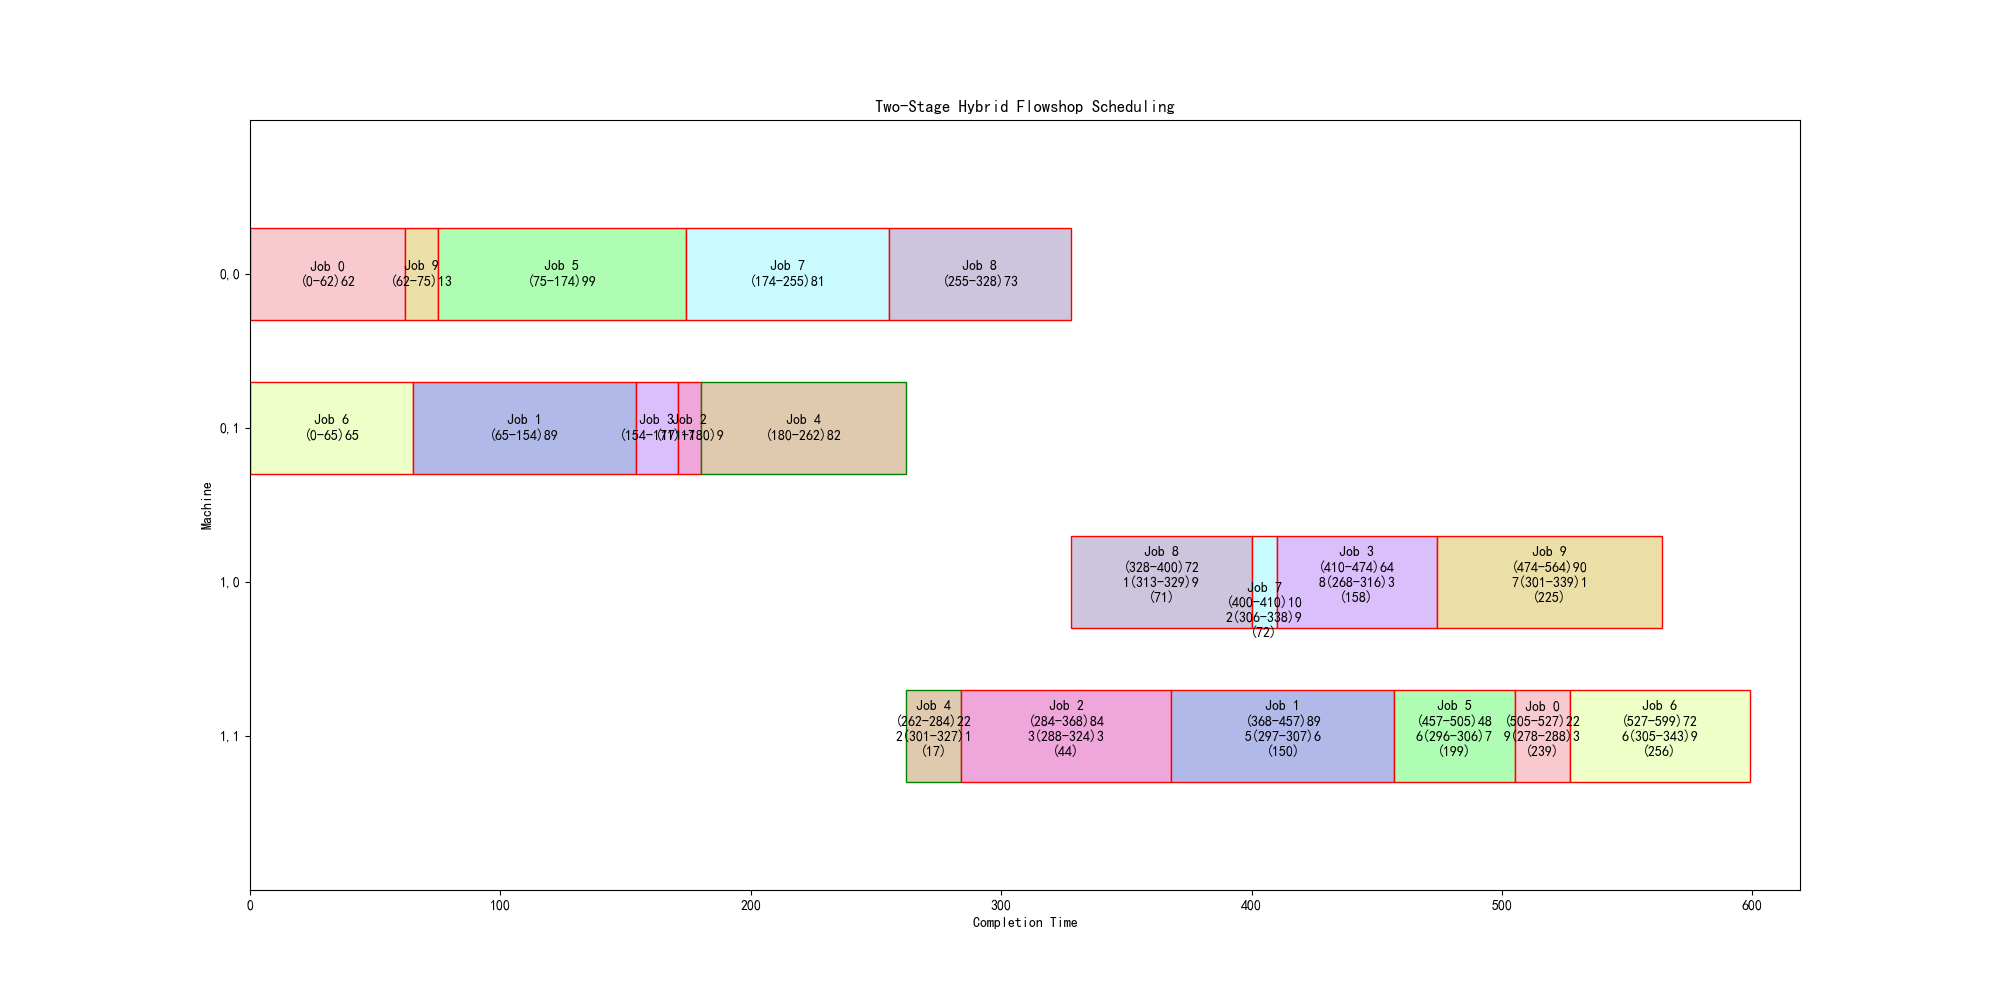 Two-Stage Hybrid Flowshop Scheduling
Job 0
(0-62)62
Job 9
(62-75)13
Job 5
(75-174)99
Job 7
(174-255)81
Job 8
(255-328)73
0,0
Job 6
(0-65)65
Job 1
(65-154)89
Job 3
(154-171)17
Job 2
(171-180)9
Job 4
(180-262)82
0,1
Machine
Job 8
(328-400)72
1(313-329)9
(71)
Job 7
(400-410)10
2(306-338)9
(72)
Job 3
(410-474)64
8(268-316)3
(158)
Job 9
(474-564)90
7(301-339)1
(225)
1,0
Job 4
(262-284)22
2(301-327)1
(17)
Job 2
(284-368)84
3(288-324)3
(44)
Job 1
(368-457)89
5(297-307)6
(150)
Job 5
(457-505)48
6(296-306)7
(199)
Job 0
(505-527)22
9(278-288)3
(239)
Job 6
(527-599)72
6(305-343)9
(256)
1,1
0 100 200 300 400 500 600
Completion Time